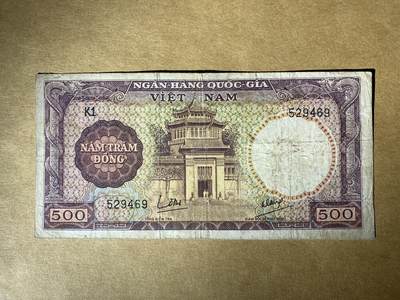 NGÂN-HÀNG QUỐC-GIA
VIỆT NAM
K1
529469
NĂM TRĂM
ĐỒNG
529469
500
500